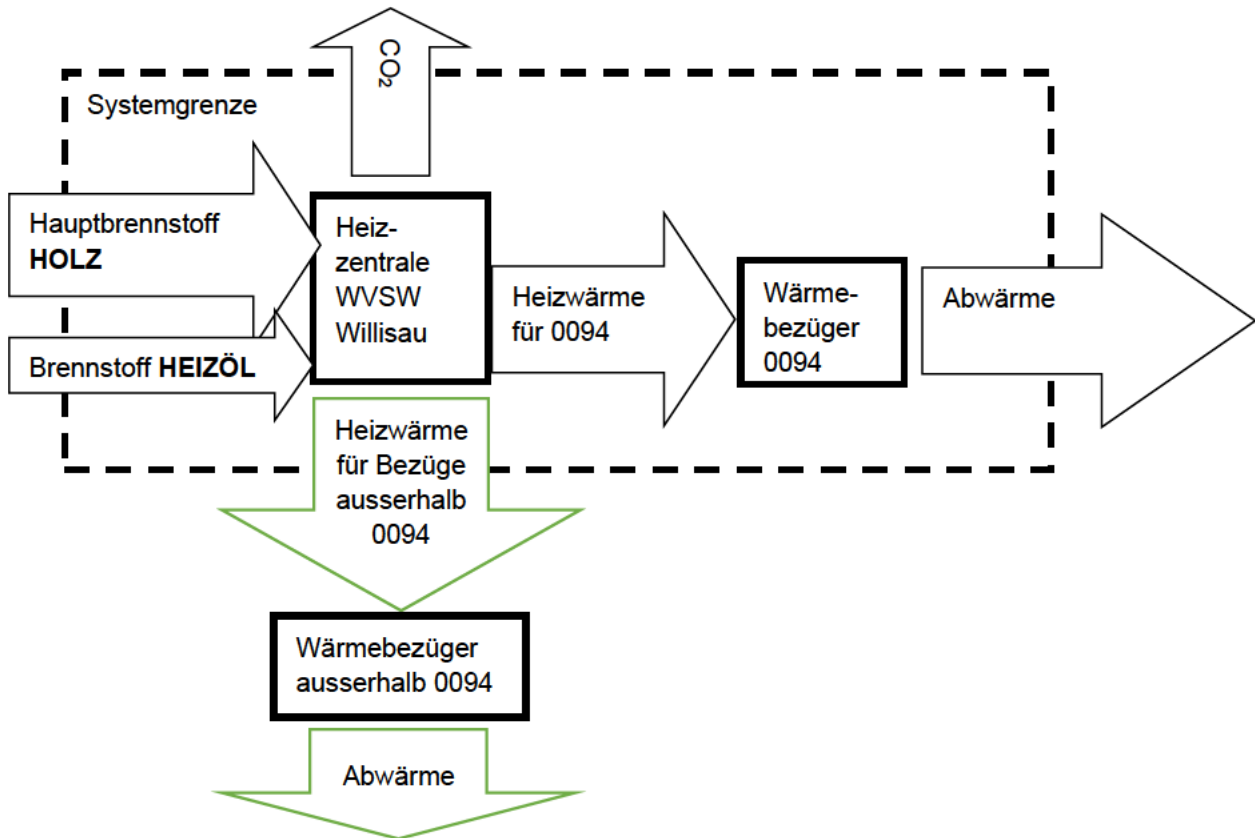 CO₂
Systemgrenze
Hauptbrennstoff
HOLZ
Brennstoff HEIZÖL
Heiz-
zentrale
WVSW
Willisau
Heizwärme
für 0094
Wärme-
bezüger
0094
Abwärme
Heizwärme
für Bezüge
ausserhalb
0094
Wärmebezüger
ausserhalb 0094
Abwärme